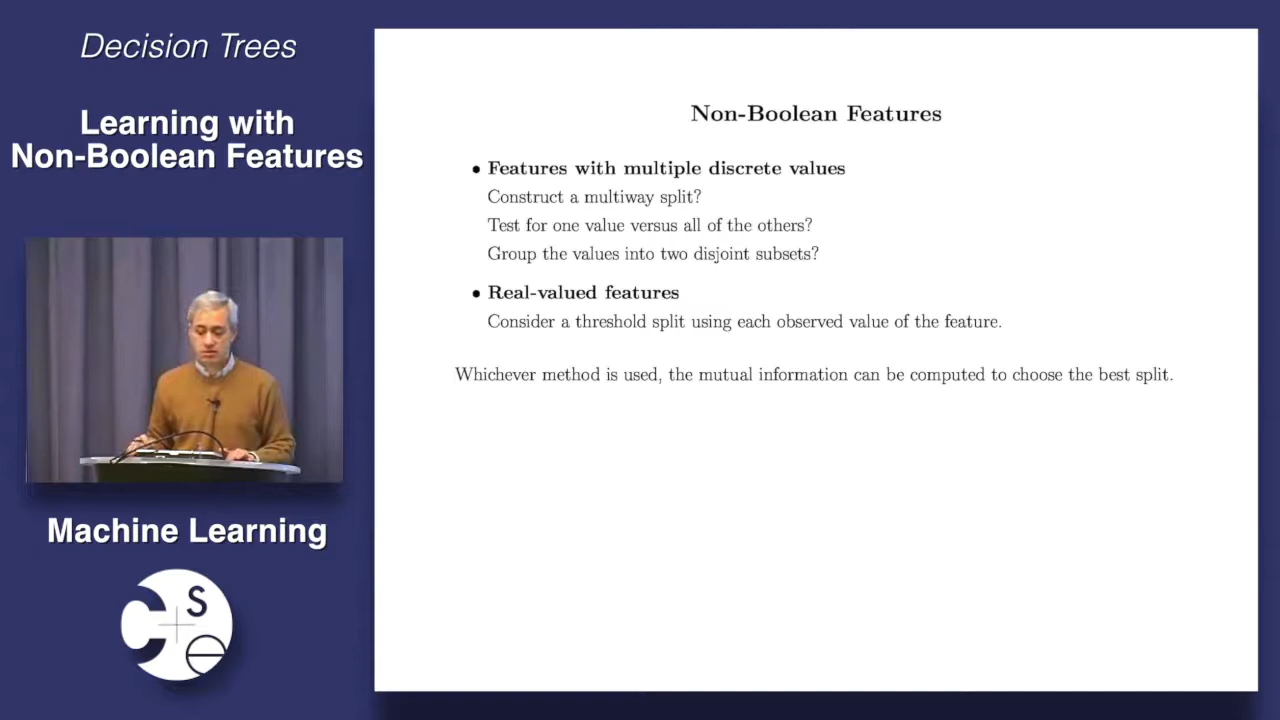 Decision Trees
Learning with
Non-Boolean Features
Machine Learning
C S e
Non-Boolean Features
• Features with multiple discrete values
Construct a multiway split?
Test for one value versus all of the others?
Group the values into two disjoint subsets?
• Real-valued features
Consider a threshold split using each observed value of the feature.
Whichever method is used, the mutual information can be computed to choose the best split.